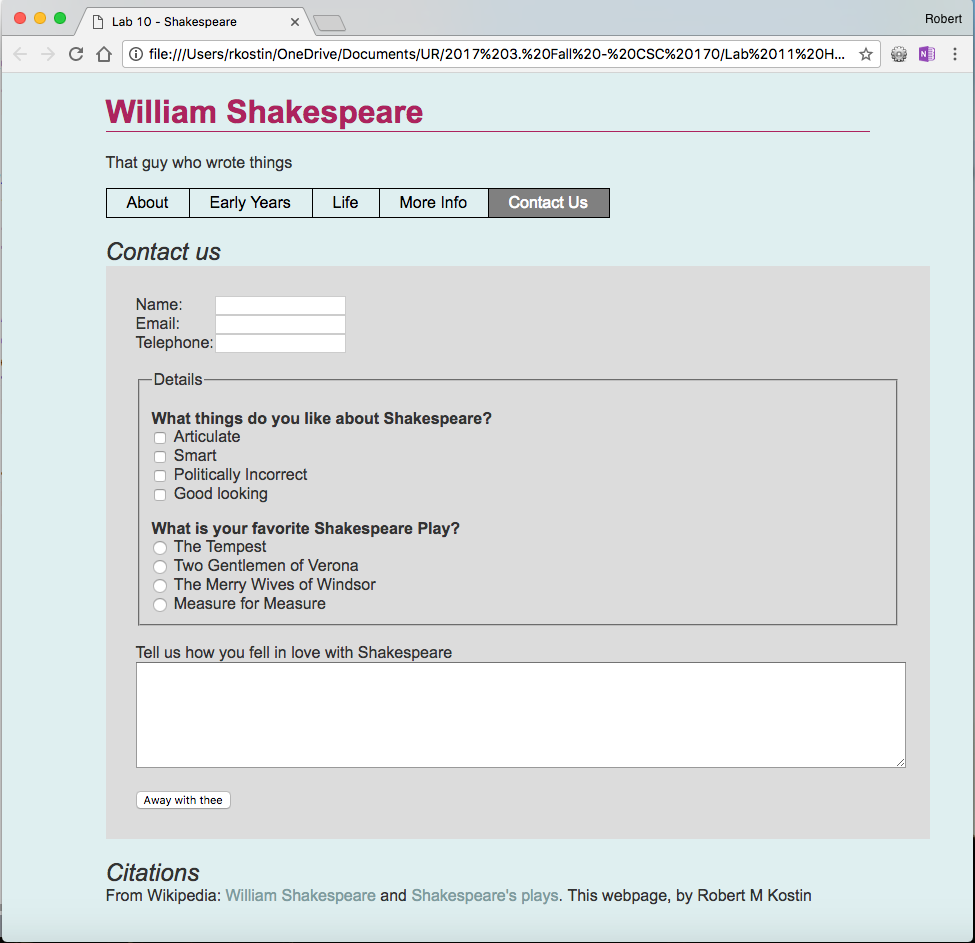 Lab 10 - Shakespeare
Robert
file:///Users/rkostin/OneDrive/Documents/UR/2017%203.%20Fall%20-%20CSC%20170/Lab%2011%20H...
William Shakespeare
That guy who wrote things
About Early Years Life More Info Contact Us
Contact us
Name:
Email:
Telephone:
Details
What things do you like about Shakespeare?
Articulate
Smart
Politically Incorrect
Good looking
What is your favorite Shakespeare Play?
The Tempest
Two Gentlemen of Verona
The Merry Wives of Windsor
Measure for Measure
Tell us how you fell in love with Shakespeare
Away with thee
Citations
From Wikipedia: William Shakespeare and Shakespeare's plays. This webpage, by Robert M Kostin